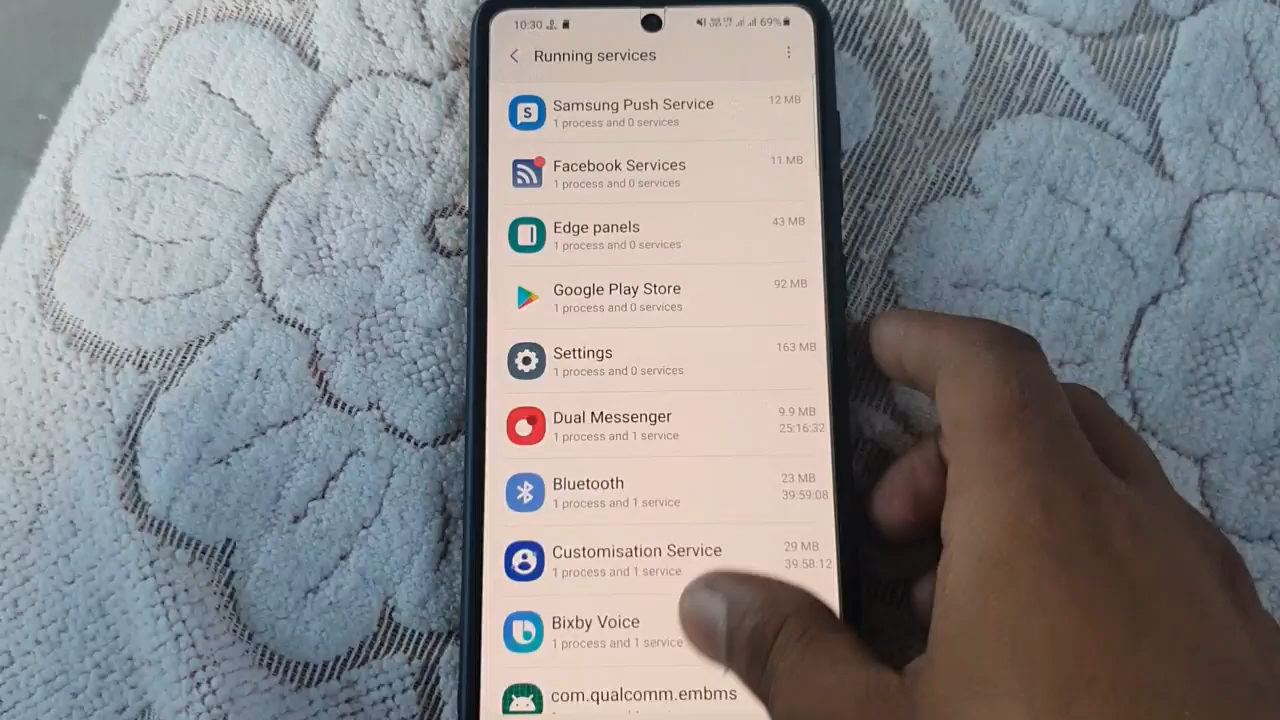 10:30
69%
Running services
Samsung Push Service
12 MB
1 process and 0 services
Facebook Services
11 MB
1 process and 0 services
Edge panels
43 MB
1 process and 0 services
Google Play Store
92 MB
1 process and 0 services
Settings
163 MB
1 process and 0 services
Dual Messenger
9.9 MB
1 process and 1 service
25:16:32
Bluetooth
23 MB
1 process and 1 service
39:59:08
Customisation Service
29 MB
1 process and 1 service
39:58:12
Bixby Voice
1 process and 1 service
com.qualcomm.embms